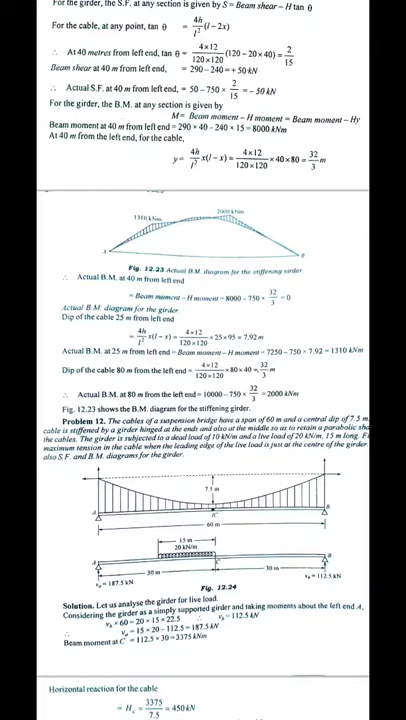 For the girder, the S.F. at any section is given by S = Beam shear – H tan θ
For the cable, at any point, tan θ = 4h/l² (l – 2x)
∴ At 40 metres from left end, tan θ = 4×12/120×120 (120 – 20×40) = 2/15
Beam shear at 40 m from left end, = 290 – 240 = + 50 kN
∴ Actual S.F. at 40 m from left end, = 50 – 750 × 2/15 = – 50 kN
For the girder, the B.M. at any section is given by
M = Beam moment – H moment = Beam moment – Hy
Beam moment at 40 m from left end = 290 × 40 – 240 × 15 = 8000 kNm
At 40 m from the left end, for the cable,
y = 4h/l² x(l – x) = 4×12/120×120 × 40 × 80 = 32/3 m
1310 kNm
2000 kNm
A
B
Fig. 12.23 Actual B.M. diagram for the stiffening girder.
∴ Actual B.M. at 40 m from left end
= Beam moment – H moment = 8000 – 750 × 32/3 = 0
Actual B.M. diagram for the girder
Dip of the cable 25 m from left end
= 4h/l² x(l – x) = 4×12/120×120 × 25 × 95 = 7.92 m
Actual B.M. at 25 m from left end = Beam moment – H moment = 7250 – 750 × 7.92 = 1310 kNm
Dip of the cable 80 m from the left end = 4×12/120×120 × 80 × 40 = 32/3 m
∴ Actual B.M. at 80 m from the left end = 10000 – 750 × 32/3 = 2000 kNm
Fig. 12.23 shows the B.M. diagram for the stiffening girder.
Problem 12. The cables of a suspension bridge have a span of 60 m and a central dip of 7.5 m.
cable is stiffened by a girder hinged at the ends and also at the middle so as to retain a parabolic sha
the cables. The girder is subjected to a dead load of 10 kN/m and a live load of 20 kN/m, 15 m long. F
maximum tension in the cable when the leading edge of the live load is just at the centre of the girder.
also S.F. and B.M. diagrams for the girder.
7.5 m
A
C
B
60 m
15 m
20 kN/m
A
C
B
30 m
30 m
vₐ = 187.5 kN
v_b = 112.5 kN
Fig. 12.24
Solution. Let us analyse the girder for live load.
Considering the girder as a simply supported girder and taking moments about the left end A,
v_b × 60 = 20 × 15 × 22.5 ∴ v_b = 112.5 kN
∴ vₐ = 15 × 20 – 112.5 = 187.5 kN
Beam moment at C = 112.5 × 30 = 3375 kNm
Horizontal reaction for the cable
= Hₑ = 3375/7.5 = 450 kN